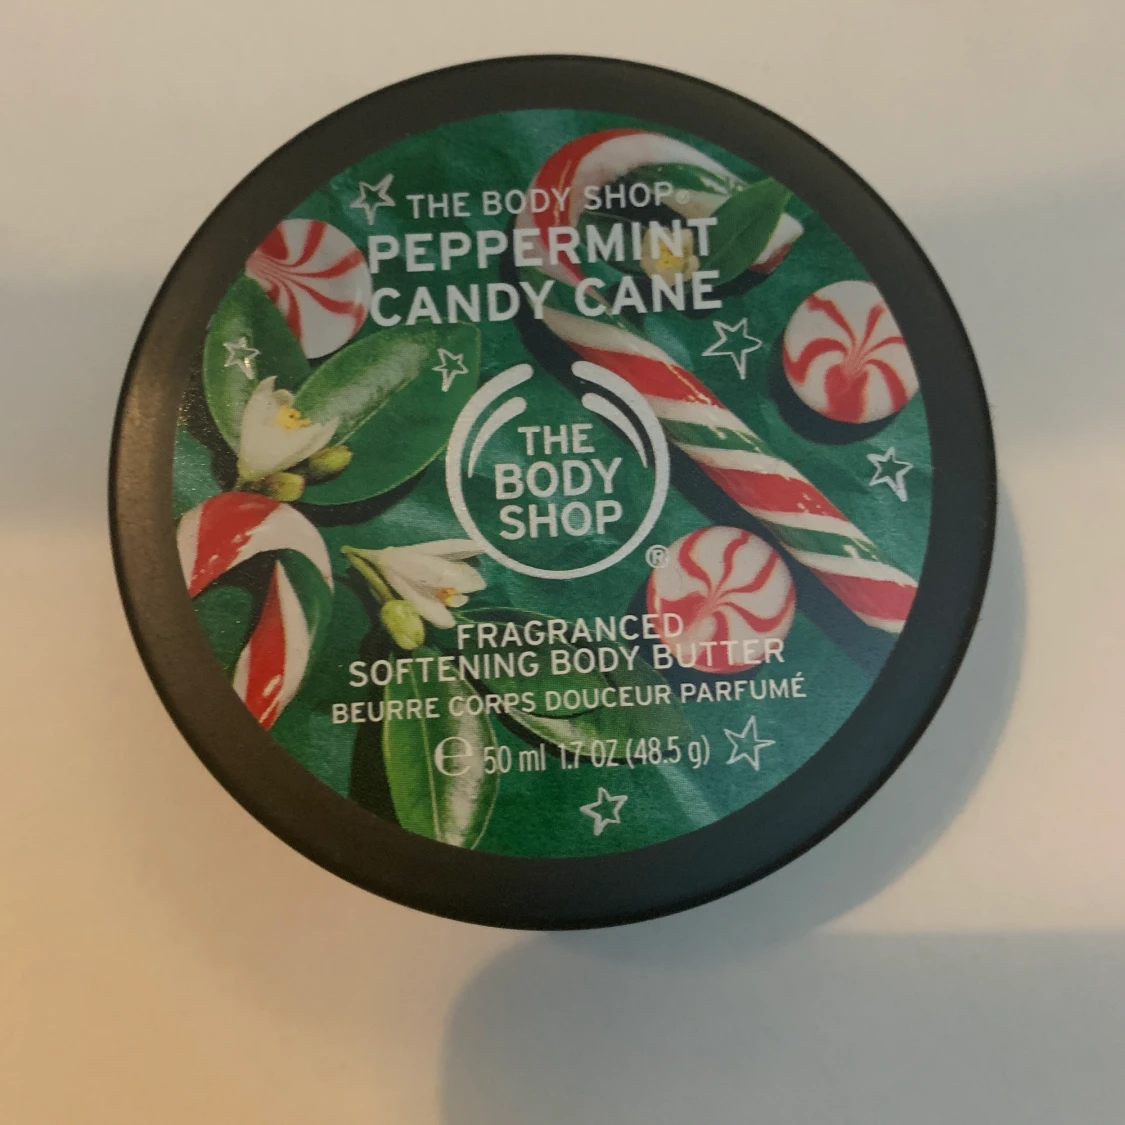 THE BODY SHOP®
PEPPERMINT
CANDY CANE
THE
BODY
SHOP
®
FRAGRANCED
SOFTENING BODY BUTTER
BEURRE CORPS DOUCEUR PARFUMÉ
℮ 50 ml 1.7 OZ (48.5 g)